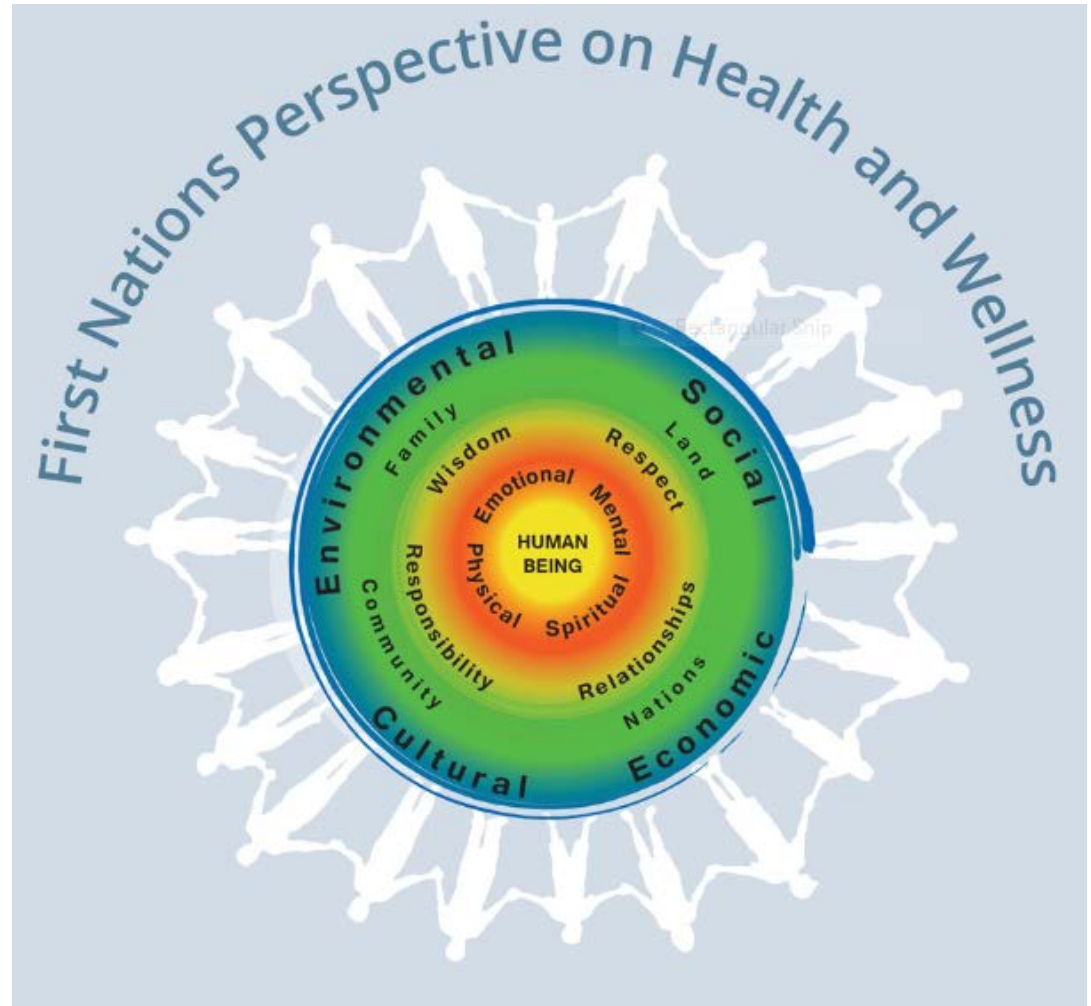 First Nations Perspective on Health and Wellness
Environmental
Social
Family
Land
Wisdom
Respect
Emotional
Mental
HUMAN
BEING
Physical
Spiritual
Responsibility
Relationships
Community
Nations
Cultural
Economic